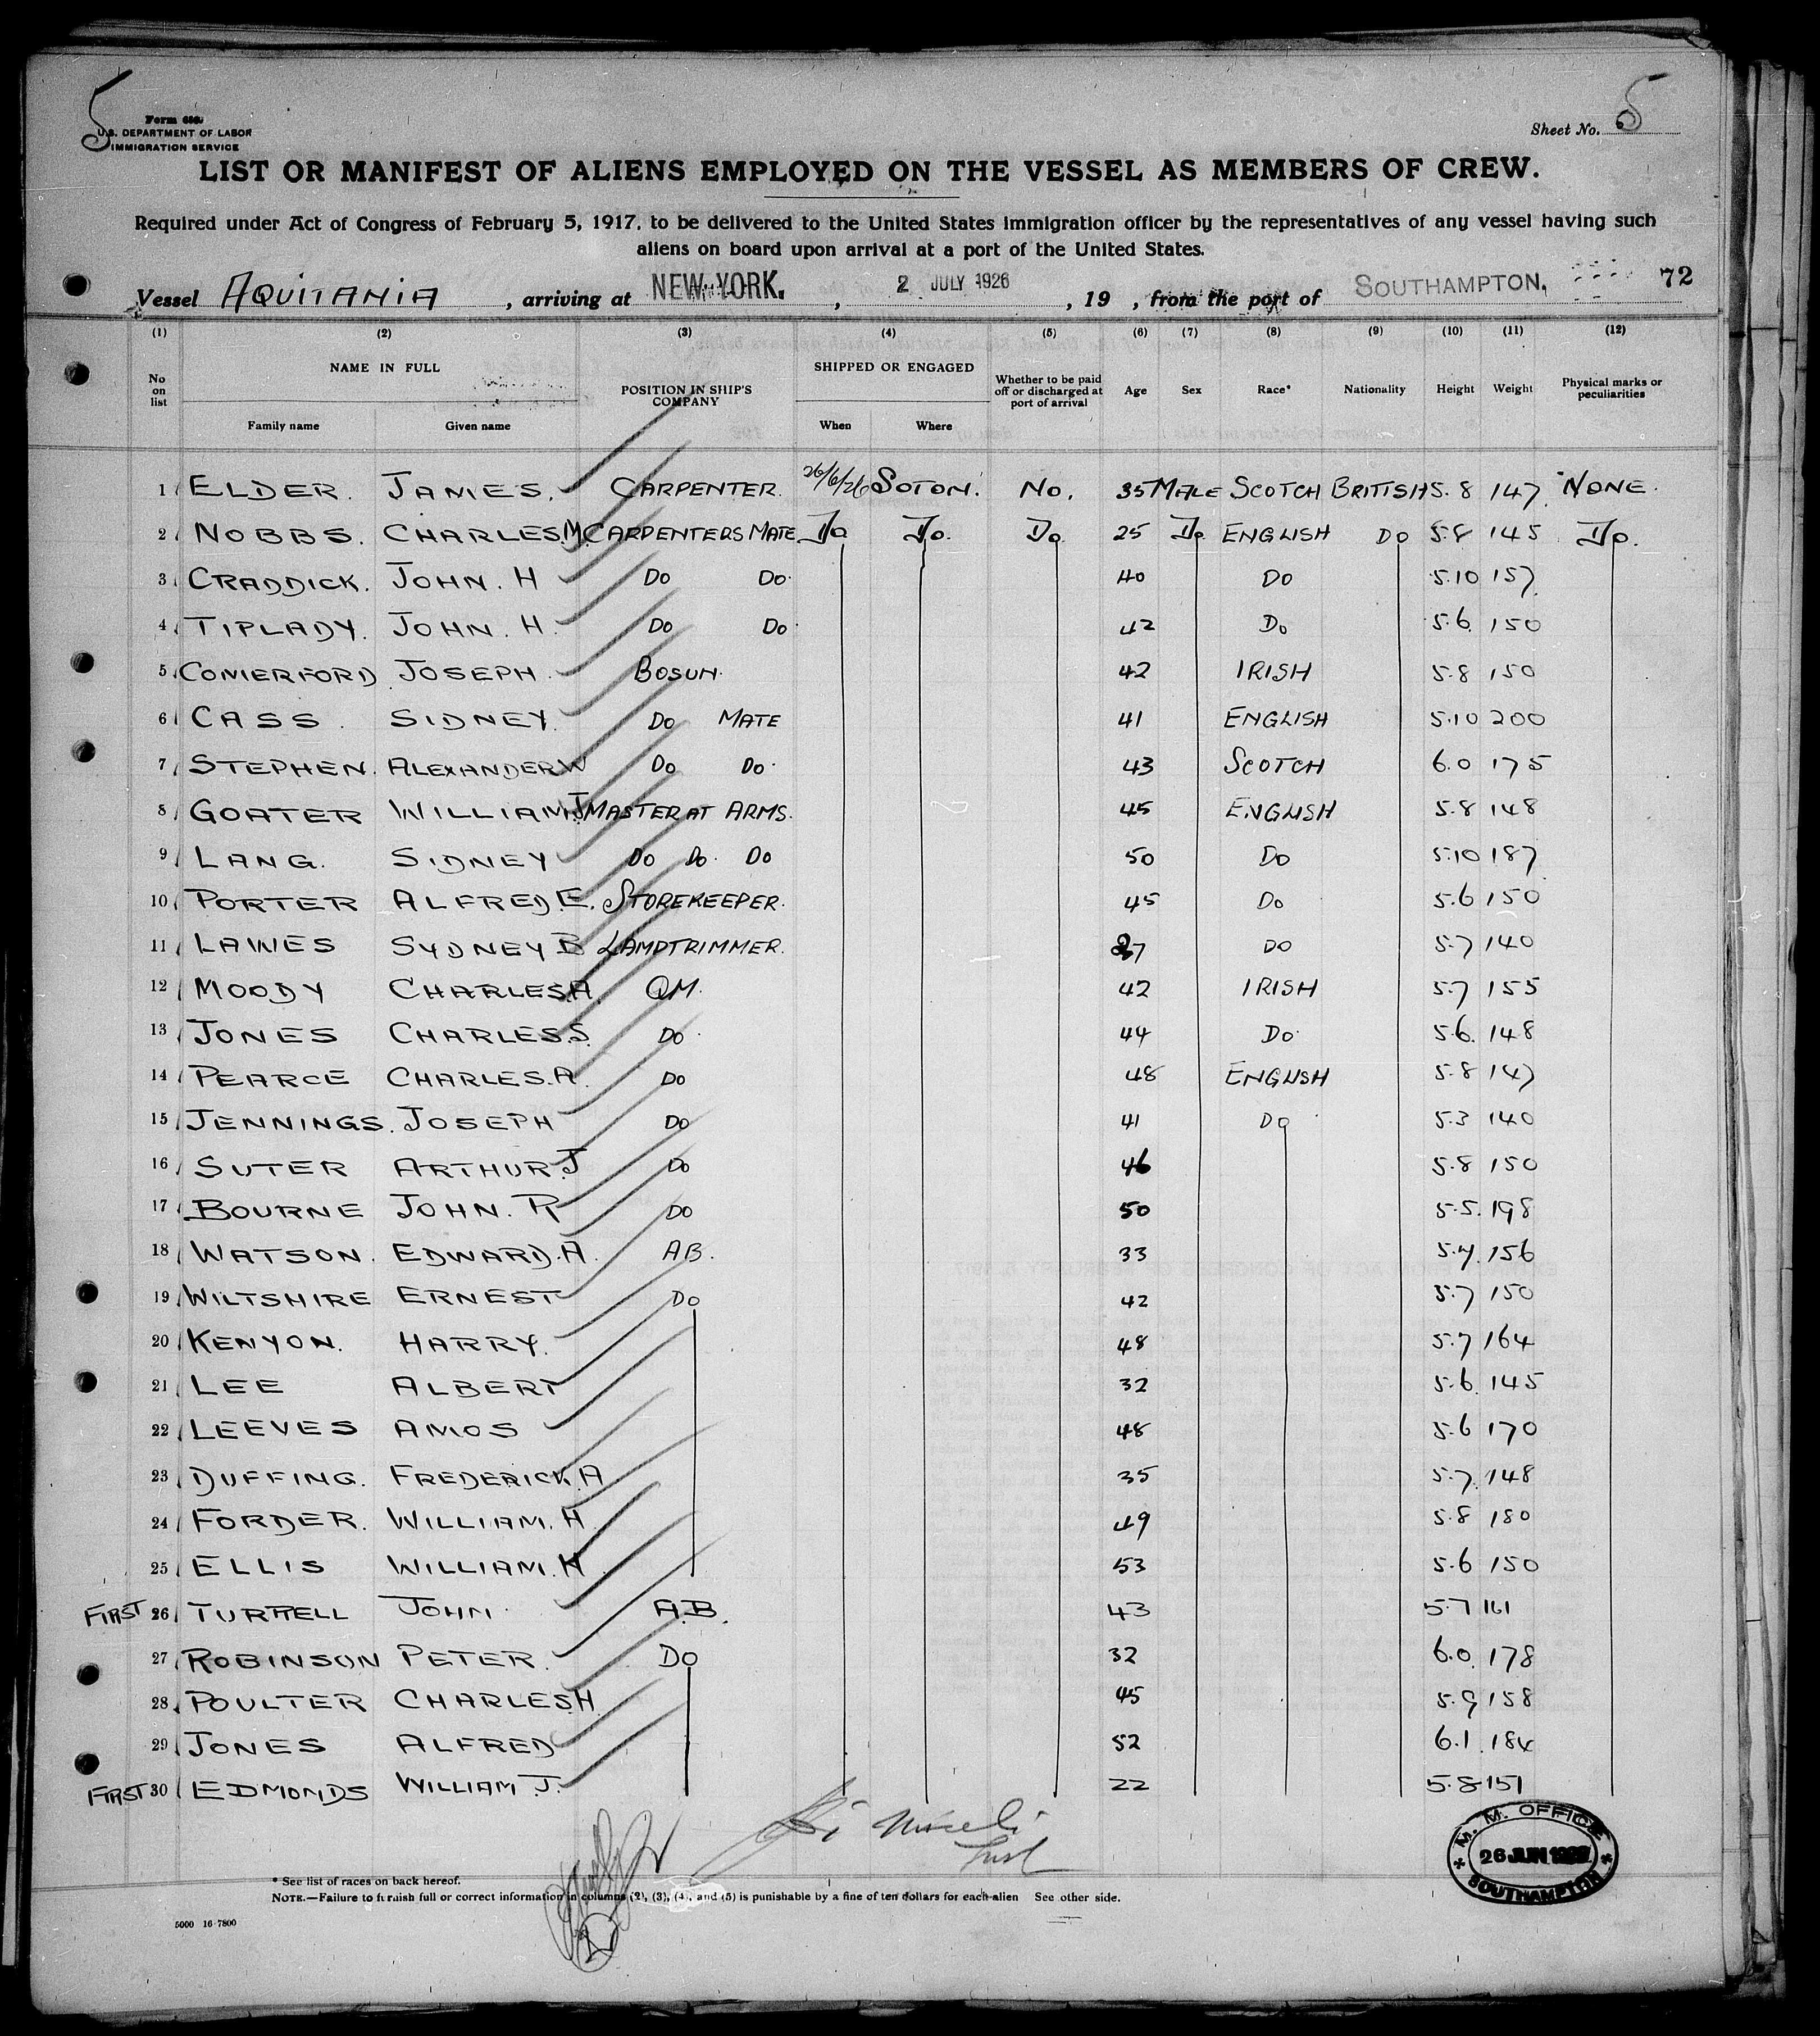 5
Form 689.
U.S. DEPARTMENT OF LABOR
IMMIGRATION SERVICE
Sheet No. 5
LIST OR MANIFEST OF ALIENS EMPLOYED ON THE VESSEL AS MEMBERS OF CREW.
Required under Act of Congress of February 5, 1917, to be delivered to the United States immigration officer by the representatives of any vessel having such
aliens on board upon arrival at a port of the United States.
Vessel AQUITANIA, arriving at NEW YORK, 2 JULY 1926, 19 , from the port of SOUTHAMPTON. 72
(1) (2) (3) (4) (5) (6) (7) (8) (9) (10) (11) (12)
No on list NAME IN FULL POSITION IN SHIP'S COMPANY SHIPPED OR ENGAGED Whether to be paid off or discharged at port of arrival Age Sex Race* Nationality Height Weight Physical marks or peculiarities
Family name Given name When Where
1 ELDER. JAMES. CARPENTER. 26/6/26 SOTON. No. 35 MALE SCOTCH BRITISH 5.8 147 NONE.
2 NOBBS. CHARLES.M. CARPENTERS MATE Do Do. Do 25 Do ENGLISH Do 5.8 145 Do.
3 CRADDICK. JOHN. H Do Do 40 Do 5.10 157
4 TIPLADY. JOHN. H. Do Do 42 Do 5.6 150
5 COMERFORD JOSEPH. BOSUN. 42 IRISH 5.8 150
6 CASS. SIDNEY. Do MATE 41 ENGLISH 5.10 200
7 STEPHEN. ALEXANDER W Do Do. 43 SCOTCH 6.0 175
8 GOATER WILLIAM.J MASTER AT ARMS. 45 ENGLISH 5.8 148
9 LANG. SIDNEY Do Do. Do 50 Do 5.10 187
10 PORTER ALFRED.E. STOREKEEPER. 45 Do 5.6 150
11 LAWES SYDNEY B LAMPTRIMMER. 27 Do 5.7 140
12 MOODY CHARLES.A. QM. 42 IRISH 5.7 155
13 JONES CHARLES.S. Do. 44 Do. 5.6. 148
14 PEARCE CHARLES.A. Do 48 ENGLISH 5.8 147
15 JENNINGS. JOSEPH Do 41 Do 5.3 140
16 SUTER ARTHUR.J Do 46 5.8 150
17 BOURNE JOHN. R Do 50 5.5. 198
18 WATSON. EDWARD.A. AB. 33 5.4. 156
19 WILTSHIRE ERNEST Do 42 5.7 150
20 KENYON. HARRY. 48 5.7 164
21 LEE ALBERT 32 5.6. 145
22 LEEVES AMOS 48 5.6 170
23 DUFFING. FREDERICK.A 35 5.7. 148
24 FORDER. WILLIAM. H. 49 5.8 180
25 ELLIS WILLIAM. H 53 5.6 150
FIRST 26 TURRELL JOHN A.B. 43 5.7 161
27 ROBINSON PETER. Do 32 6.0. 178
28 POULTER CHARLES.H 45 5.9 158
29 JONES ALFRED 52 6.1. 184
FIRST 30 EDMONDS WILLIAM J. 22 5.8 151
M. M. OFFICE
26 JUN 1926
SOUTHAMPTON
* See list of races on back hereof.
NOTE.—Failure to furnish full or correct information in columns (2), (3), (4), and (5) is punishable by a fine of ten dollars for each alien See other side.
5000 16-7800